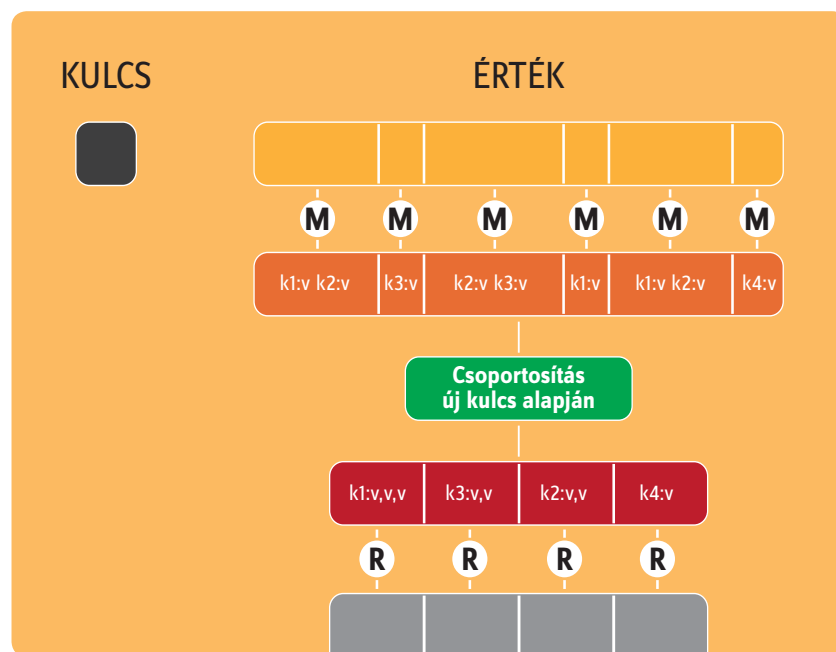 KULCS ÉRTÉK
M M M M M M
k1:v k2:v k3:v k2:v k3:v k1:v k1:v k2:v k4:v
Csoportosítás
új kulcs alapján
k1:v,v,v k3:v,v k2:v,v k4:v
R R R R